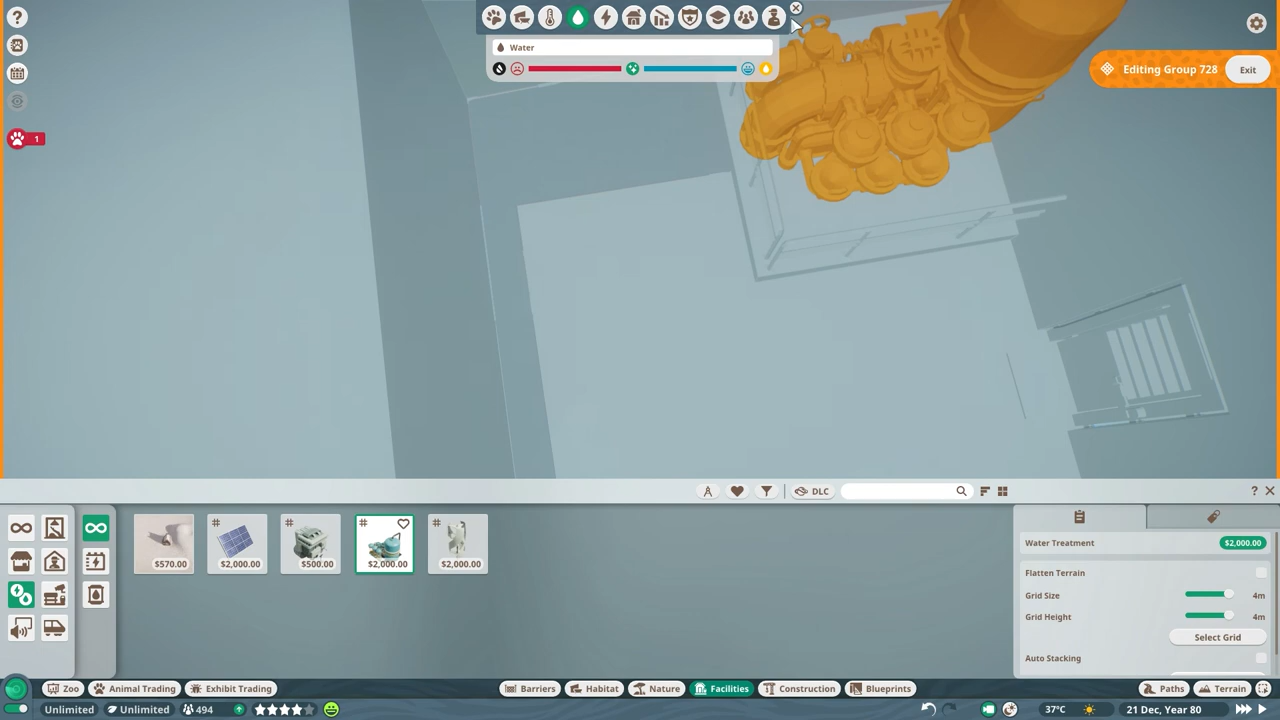 Water
Editing Group 728
Exit
1
DLC
$570.00
$2,000.00
$500.00
$2,000.00
$2,000.00
Water Treatment
$2,000.00
Flatten Terrain
Grid Size
4m
Grid Height
4m
Select Grid
Auto Stacking
Zoo
Animal Trading
Exhibit Trading
Barriers
Habitat
Nature
Facilities
Construction
Blueprints
Paths
Terrain
Unlimited
Unlimited
494
37°C
21 Dec, Year 80